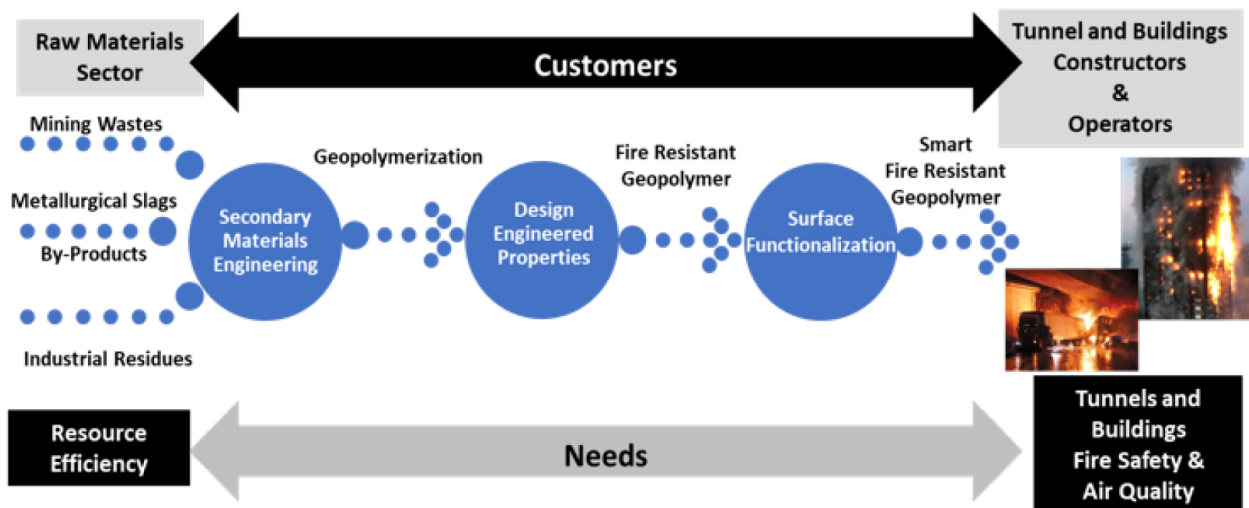 Raw Materials
Sector
Customers
Tunnel and Buildings
Constructors
&
Operators
Mining Wastes
Metallurgical Slags
By-Products
Industrial Residues
Secondary
Materials
Engineering
Geopolymerization
Design
Engineered
Properties
Fire Resistant
Geopolymer
Surface
Functionalization
Smart
Fire Resistant
Geopolymer
Resource
Efficiency
Needs
Tunnels and
Buildings
Fire Safety &
Air Quality